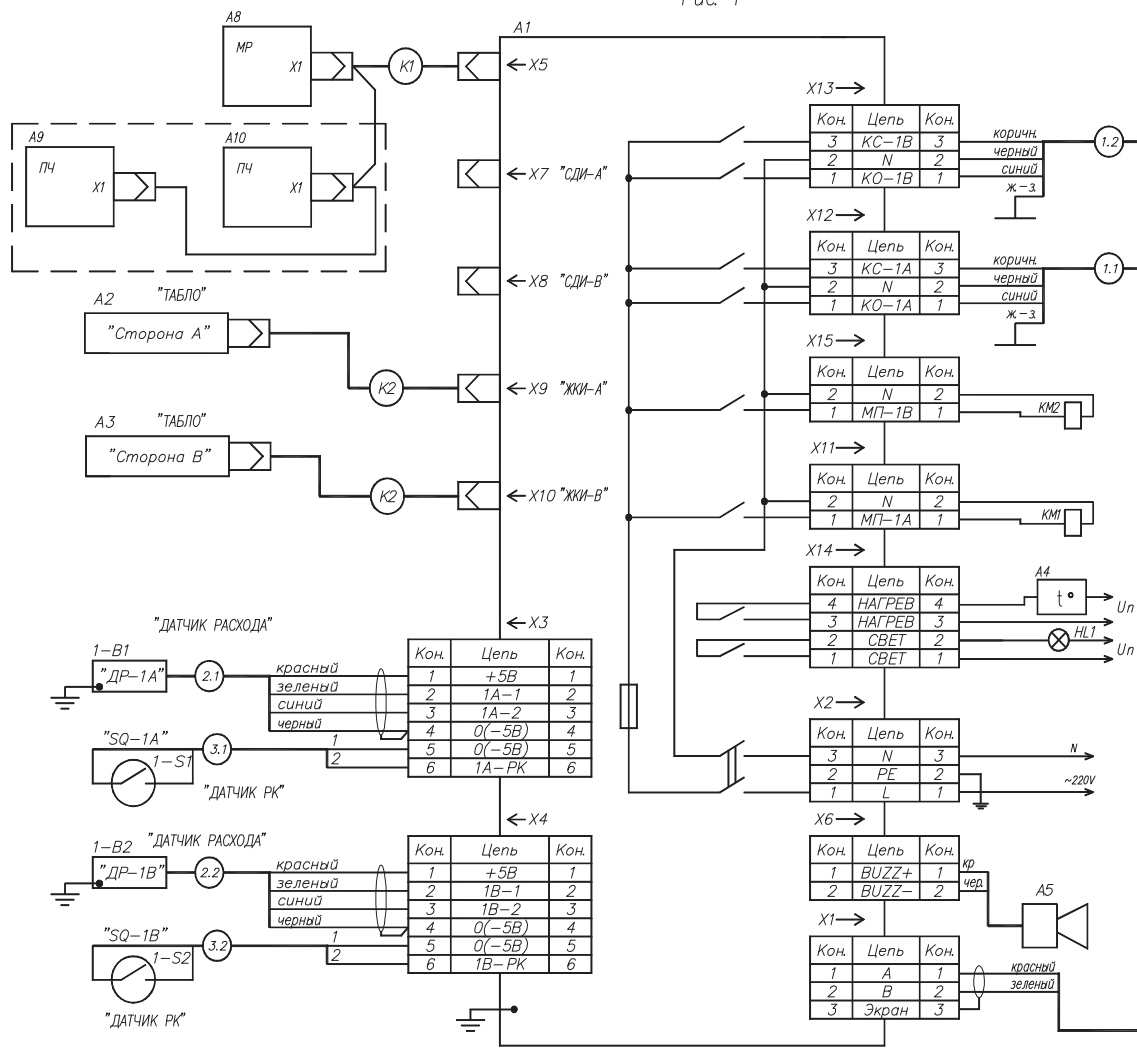 Рис. 1
A8
МР
X1
К1
A1
X5
A9
ПЧ
X1
A10
ПЧ
X1
X7 "СДИ-А"
X8 "СДИ-В"
A2 "ТАБЛО"
"Сторона А"
К2
X9 "ЖКИ-А"
A3 "ТАБЛО"
"Сторона В"
К2
X10 "ЖКИ-В"
X13
Кон. Цепь Кон.
3 КС-1В 3 коричн.
2 N 2 черный
1 КО-1В 1 синий
ж.-з.
1.2
X12
Кон. Цепь Кон.
3 КС-1А 3 коричн.
2 N 2 черный
1 КО-1А 1 синий
ж.-з.
1.1
X15
Кон. Цепь Кон.
2 N 2
1 МП-1В 1
КМ2
X11
Кон. Цепь Кон.
2 N 2
1 МП-1А 1
КМ1
X14
Кон. Цепь Кон.
4 НАГРЕВ 4
3 НАГРЕВ 3
2 СВЕТ 2
1 СВЕТ 1
A4
t°
Uп
HL1
Uп
X2
Кон. Цепь Кон.
3 N 3 N
2 PE 2
1 L 1 ~220V
X6
Кон. Цепь Кон.
1 BUZZ+ 1 кр
2 BUZZ- 2 чер.
A5
X1
Кон. Цепь Кон.
1 A 1 красный
2 B 2 зеленый
3 Экран 3
"ДАТЧИК РАСХОДА"
X3
1-В1
"ДР-1А"
2.1
Кон. Цепь Кон.
красный 1 +5В 1
зеленый 2 1А-1 2
синий 3 1А-2 3
черный 4 0(-5В) 4
1 5 0(-5В) 5
2 6 1А-РК 6
"SQ-1А"
1-S1
3.1
"ДАТЧИК РК"
X4
"ДАТЧИК РАСХОДА"
1-В2
"ДР-1В"
2.2
Кон. Цепь Кон.
красный 1 +5В 1
зеленый 2 1В-1 2
синий 3 1В-2 3
черный 4 0(-5В) 4
1 5 0(-5В) 5
2 6 1В-РК 6
"SQ-1В"
1-S2
3.2
"ДАТЧИК РК"